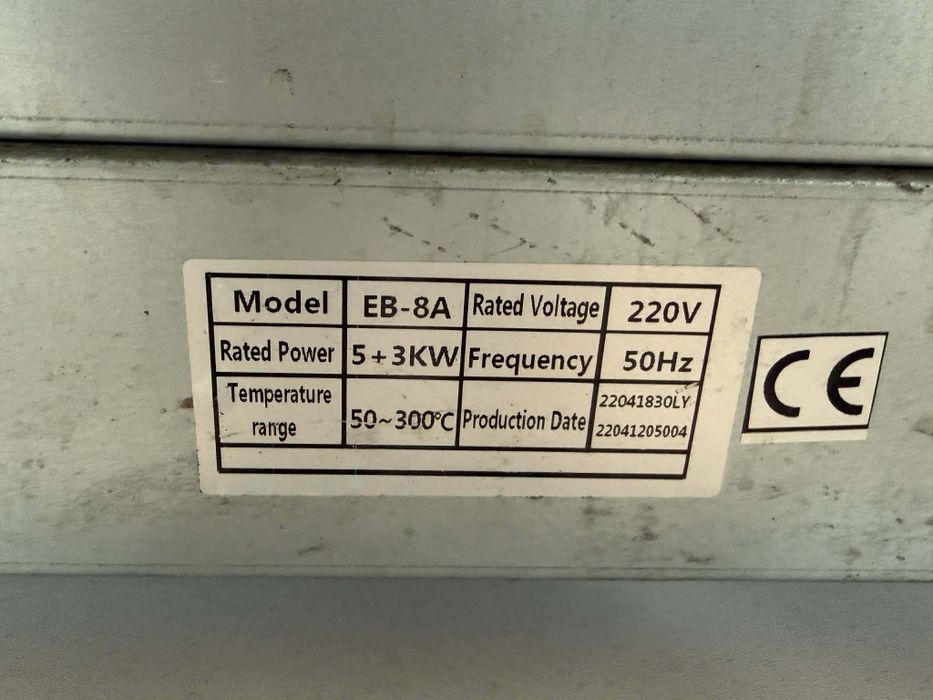 Model EB-8A Rated Voltage 220V
Rated Power 5+3KW Frequency 50Hz
Temperature range 50~300℃ Production Date 22041830LY
22041205004
CE